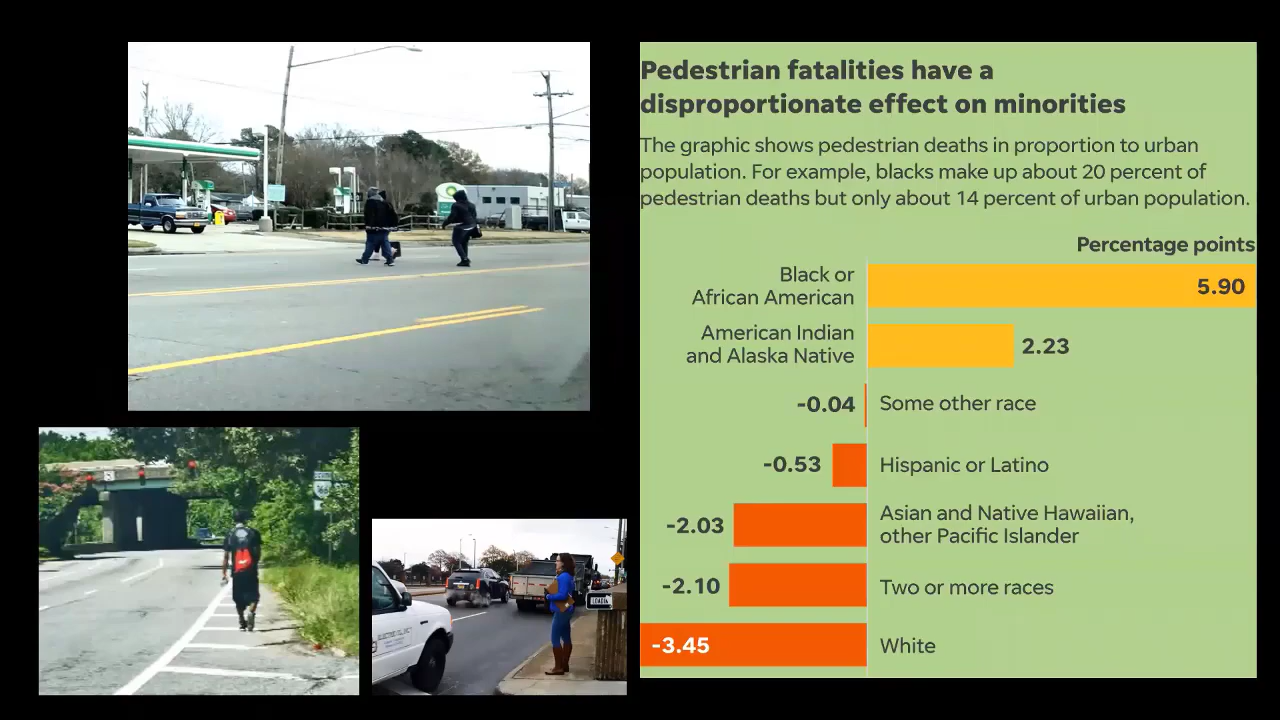 Pedestrian fatalities have a
disproportionate effect on minorities
The graphic shows pedestrian deaths in proportion to urban
population. For example, blacks make up about 20 percent of
pedestrian deaths but only about 14 percent of urban population.
Percentage points
Black or
African American
5.90
American Indian
and Alaska Native
2.23
-0.04
Some other race
-0.53
Hispanic or Latino
-2.03
Asian and Native Hawaiian,
other Pacific Islander
-2.10
Two or more races
-3.45
White